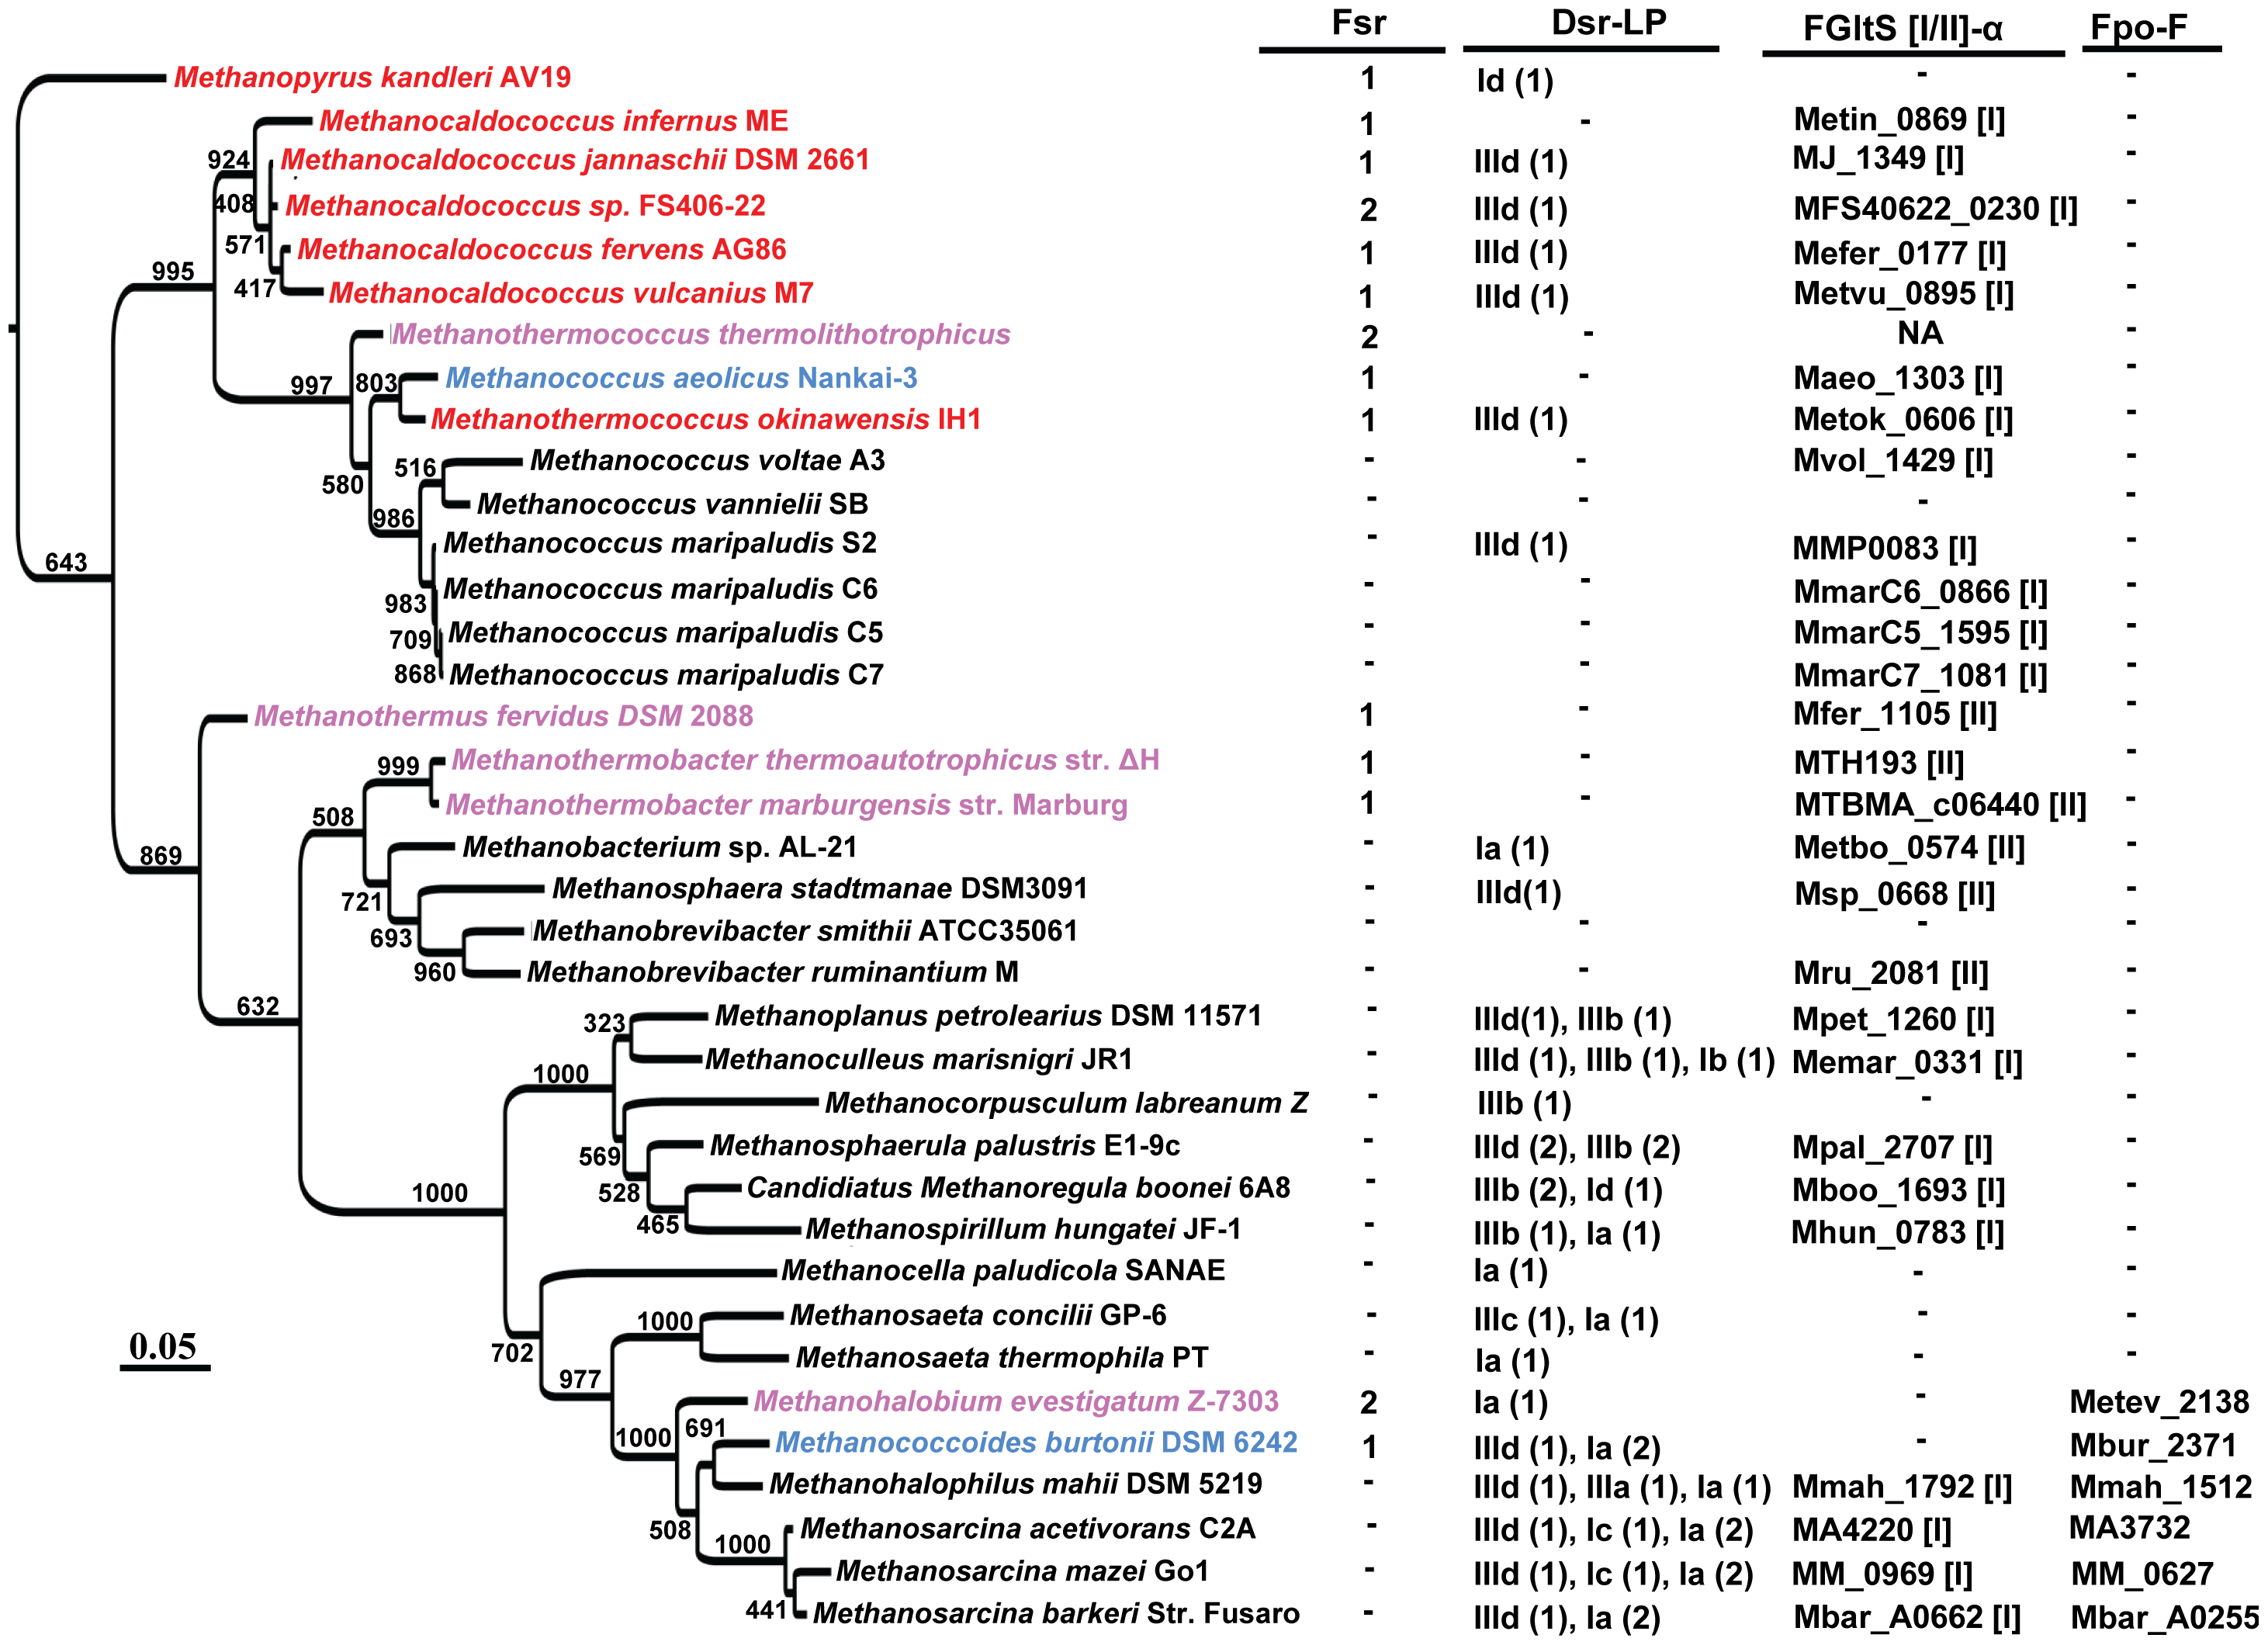 Fsr Dsr-LP FGltS [I/II]-α Fpo-F
Methanopyrus kandleri AV19 1 Id (1) - -
Methanocaldococcus infernus ME 1 - Metin_0869 [I] -
924 Methanocaldococcus jannaschii DSM 2661 1 IIId (1) MJ_1349 [I] -
408 Methanocaldococcus sp. FS406-22 2 IIId (1) MFS40622_0230 [I] -
571 Methanocaldococcus fervens AG86 1 IIId (1) Mefer_0177 [I] -
995
417 Methanocaldococcus vulcanius M7 1 IIId (1) Metvu_0895 [I] -
Methanothermococcus thermolithotrophicus 2 - NA -
997 803 Methanococcus aeolicus Nankai-3 1 - Maeo_1303 [I] -
Methanothermococcus okinawensis IH1 1 IIId (1) Metok_0606 [I] -
516 Methanococcus voltae A3 - - Mvol_1429 [I] -
580
Methanococcus vannielii SB - - - -
986
Methanococcus maripaludis S2 - IIId (1) MMP0083 [I] -
643
Methanococcus maripaludis C6 - - MmarC6_0866 [I] -
983
709 Methanococcus maripaludis C5 - - MmarC5_1595 [I] -
868 Methanococcus maripaludis C7 - - MmarC7_1081 [I] -
Methanothermus fervidus DSM 2088 1 - Mfer_1105 [II] -
999 Methanothermobacter thermoautotrophicus str. ΔH 1 - MTH193 [II] -
Methanothermobacter marburgensis str. Marburg 1 - MTBMA_c06440 [II] -
508
869 Methanobacterium sp. AL-21 - Ia (1) Metbo_0574 [II] -
721 Methanosphaera stadtmanae DSM3091 - IIId(1) Msp_0668 [II] -
693 Methanobrevibacter smithii ATCC35061 - - - -
960 Methanobrevibacter ruminantium M - - Mru_2081 [II] -
632
323 Methanoplanus petrolearius DSM 11571 - IIId(1), IIIb (1) Mpet_1260 [I] -
1000 Methanoculleus marisnigri JR1 - IIId (1), IIIb (1), Ib (1) Memar_0331 [I] -
Methanocorpusculum labreanum Z - IIIb (1) - -
569 Methanosphaerula palustris E1-9c - IIId (2), IIIb (2) Mpal_2707 [I] -
1000 528 Candidiatus Methanoregula boonei 6A8 - IIIb (2), Id (1) Mboo_1693 [I] -
465 Methanospirillum hungatei JF-1 - IIIb (1), Ia (1) Mhun_0783 [I] -
Methanocella paludicola SANAE - Ia (1) - -
1000 Methanosaeta concilii GP-6 - IIIc (1), Ia (1) - -
0.05 702 Methanosaeta thermophila PT - Ia (1) - -
977
Methanohalobium evestigatum Z-7303 2 Ia (1) - Metev_2138
1000 691 Methanococcoides burtonii DSM 6242 1 IIId (1), Ia (2) - Mbur_2371
Methanohalophilus mahii DSM 5219 - IIId (1), IIIa (1), Ia (1) Mmah_1792 [I] Mmah_1512
508 Methanosarcina acetivorans C2A - IIId (1), Ic (1), Ia (2) MA4220 [I] MA3732
1000
Methanosarcina mazei Go1 - IIId (1), Ic (1), Ia (2) MM_0969 [I] MM_0627
441 Methanosarcina barkeri Str. Fusaro - IIId (1), Ia (2) Mbar_A0662 [I] Mbar_A0255